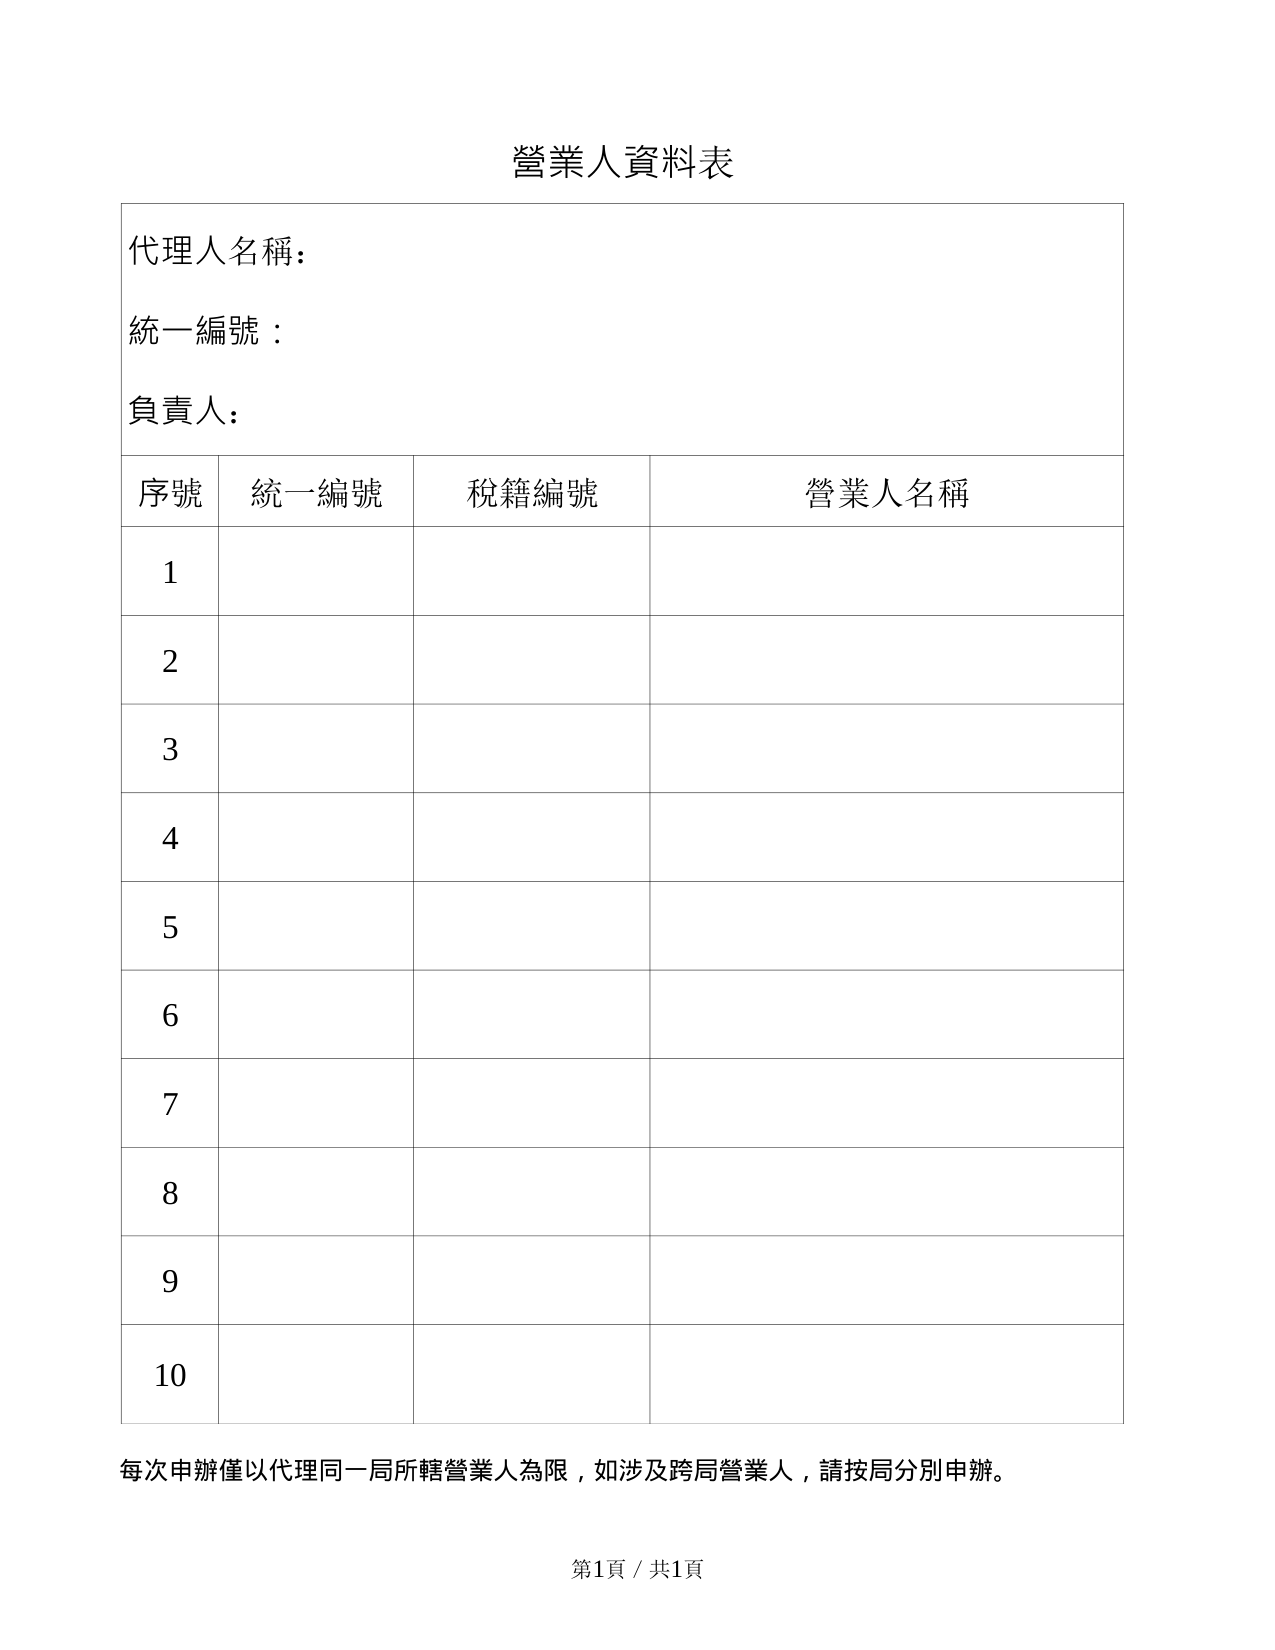 營業人資料表
代理人名稱：
統一編號：
負責人：
序號 統一編號 稅籍編號 營業人名稱
1
2
3
4
5
6
7
8
9
10
每次申辦僅以代理同一局所轄營業人為限，如涉及跨局營業人，請按局分別申辦。
第1頁 / 共1頁